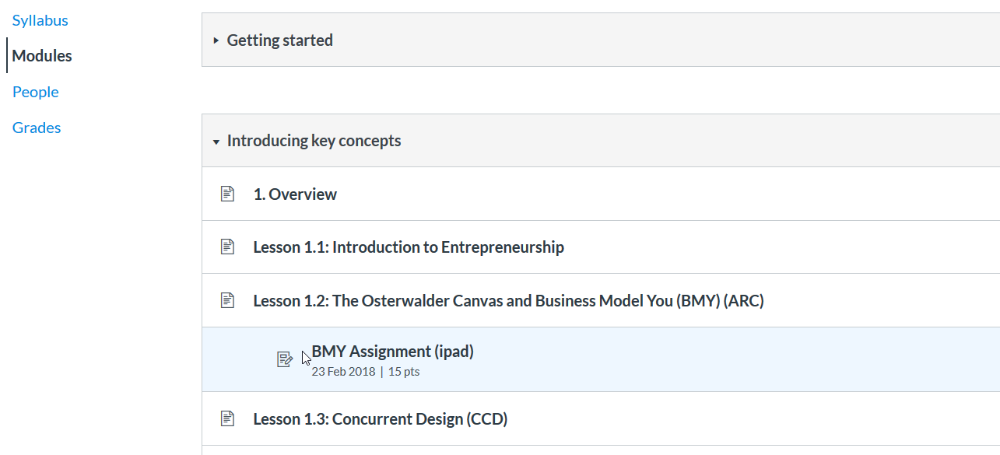 Syllabus
Modules
People
Grades
Getting started
Introducing key concepts
1. Overview
Lesson 1.1: Introduction to Entrepreneurship
Lesson 1.2: The Osterwalder Canvas and Business Model You (BMY) (ARC)
BMY Assignment (ipad)
23 Feb 2018 | 15 pts
Lesson 1.3: Concurrent Design (CCD)